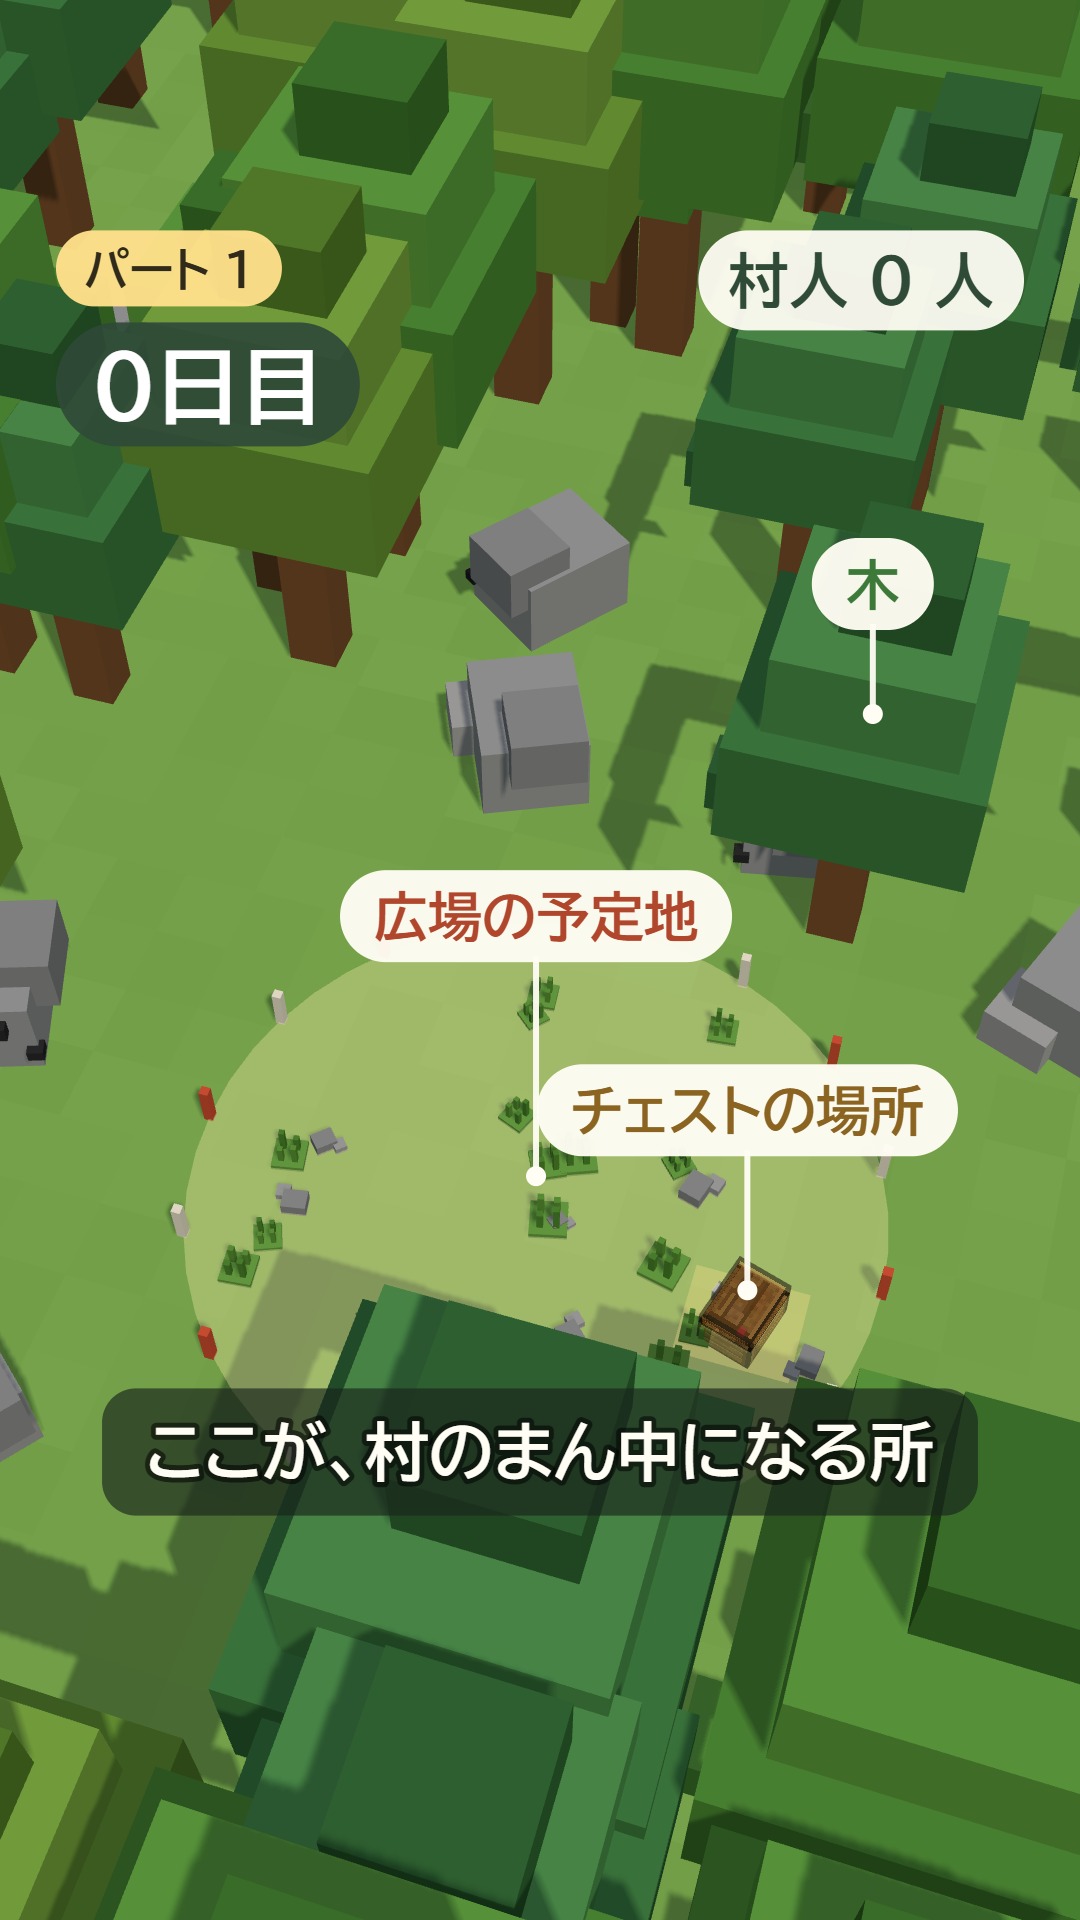 パート 1
0日目
村人 0 人
木
広場の予定地
チェストの場所
ここが、村のまん中になる所